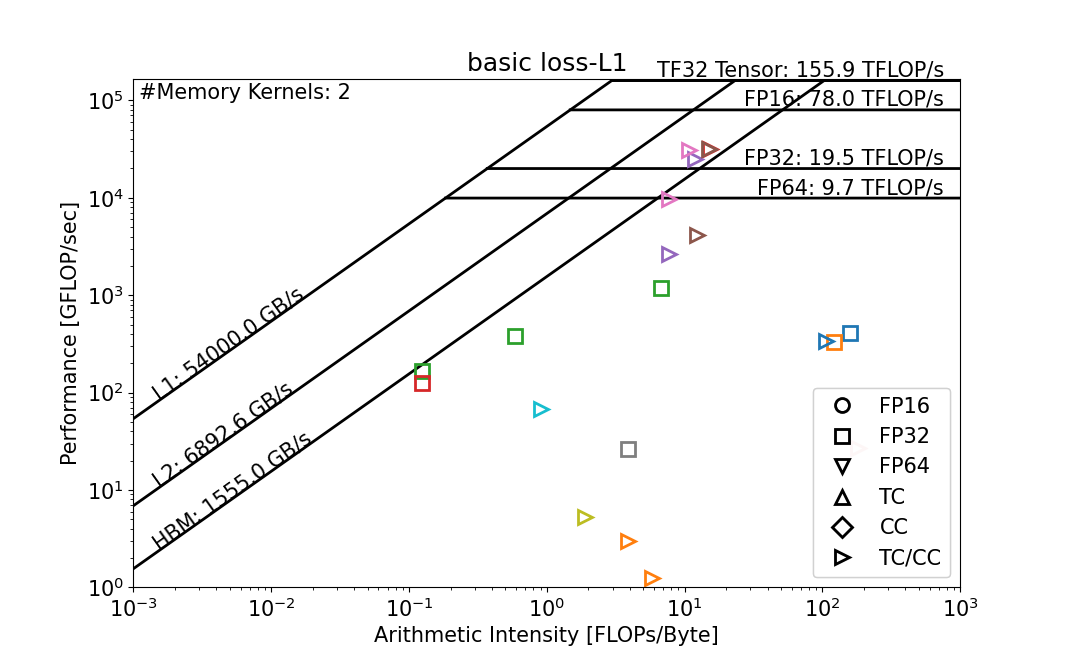 basic loss-L1
#Memory Kernels: 2
TF32 Tensor: 155.9 TFLOP/s
FP16: 78.0 TFLOP/s
FP32: 19.5 TFLOP/s
FP64: 9.7 TFLOP/s
L1: 54000.0 GB/s
L2: 6892.6 GB/s
HBM: 1555.0 GB/s
Performance [GFLOP/sec]
10⁵
10⁴
10³
10²
10¹
10⁰
FP16
FP32
FP64
TC
CC
TC/CC
10⁻³ 10⁻² 10⁻¹ 10⁰ 10¹ 10² 10³
Arithmetic Intensity [FLOPs/Byte]